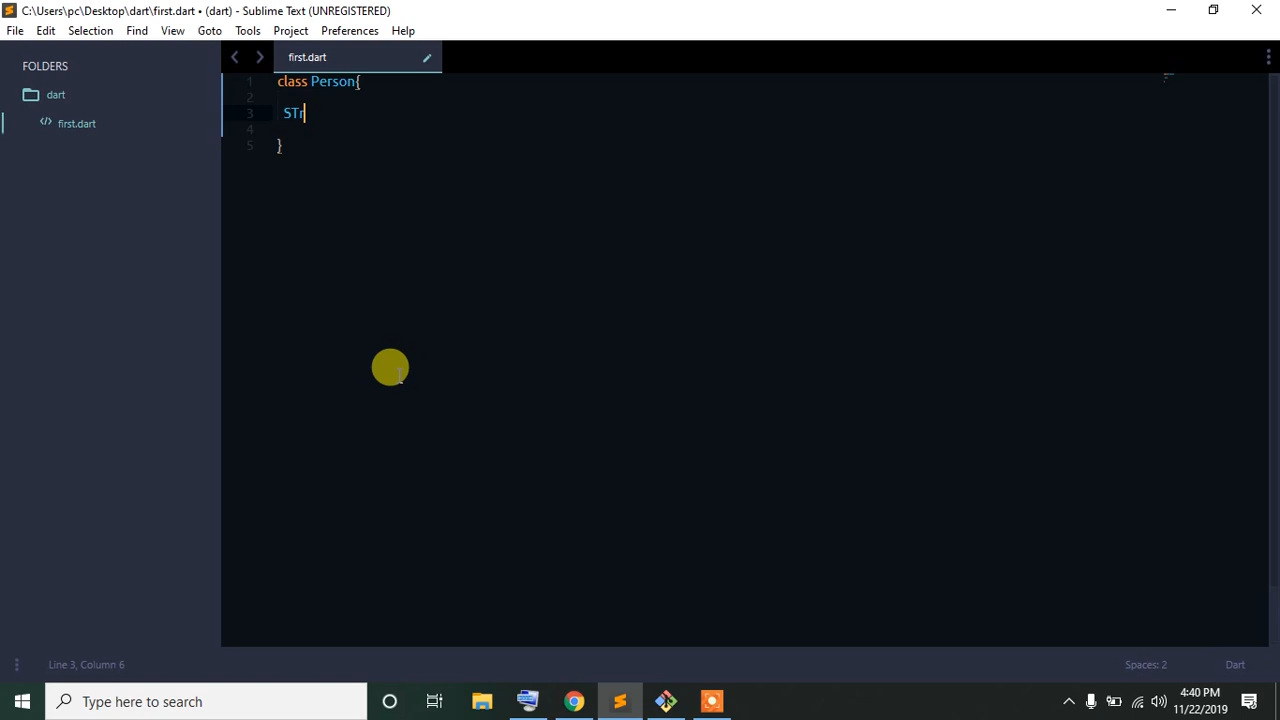 C:\Users\pc\Desktop\dart\first.dart • (dart) - Sublime Text (UNREGISTERED)
File Edit Selection Find View Goto Tools Project Preferences Help
FOLDERS
dart
first.dart
first.dart
1 class Person{
2
3 STr
4
5 }
Line 3, Column 6
Spaces: 2
Dart
Type here to search
4:40 PM
11/22/2019